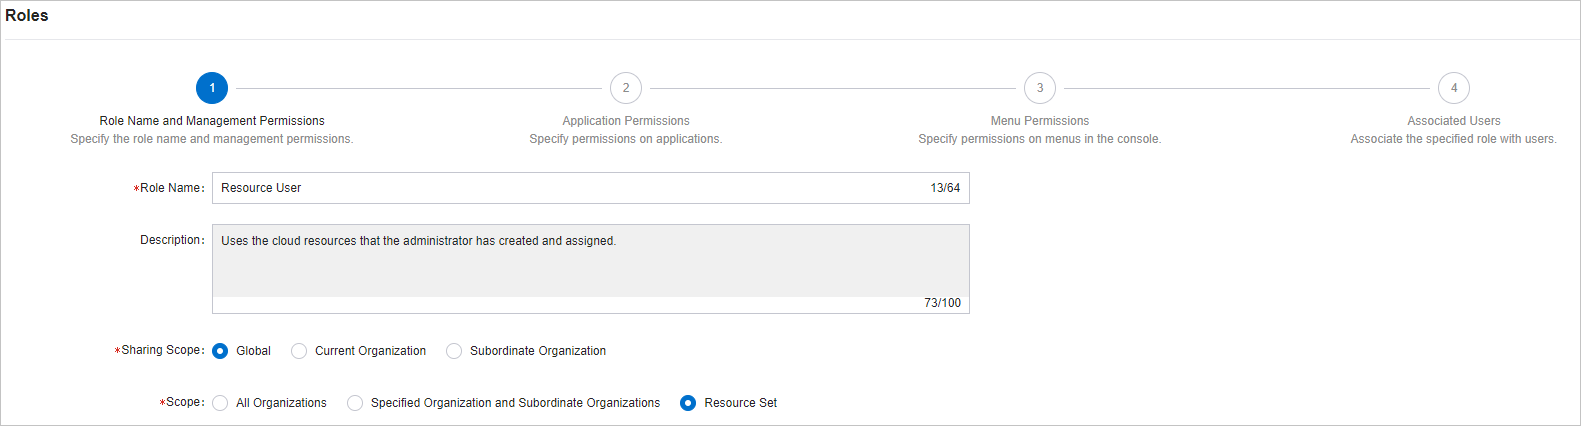 Roles
1 2 3 4
Role Name and Management Permissions Application Permissions Menu Permissions Associated Users
Specify the role name and management permissions. Specify permissions on applications. Specify permissions on menus in the console. Associate the specified role with users.
*Role Name: Resource User 13/64
Description: Uses the cloud resources that the administrator has created and assigned.
73/100
*Sharing Scope: Global Current Organization Subordinate Organization
*Scope: All Organizations Specified Organization and Subordinate Organizations Resource Set